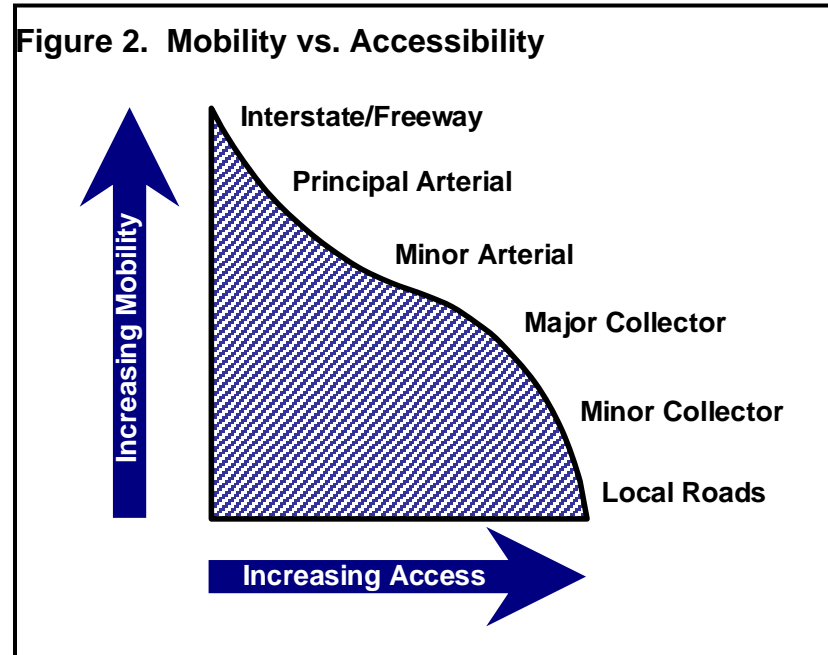 Figure 2.  Mobility vs. Accessibility
Interstate/Freeway
Principal Arterial
Minor Arterial
Major Collector
Minor Collector
Local Roads
Increasing Mobility
Increasing Access